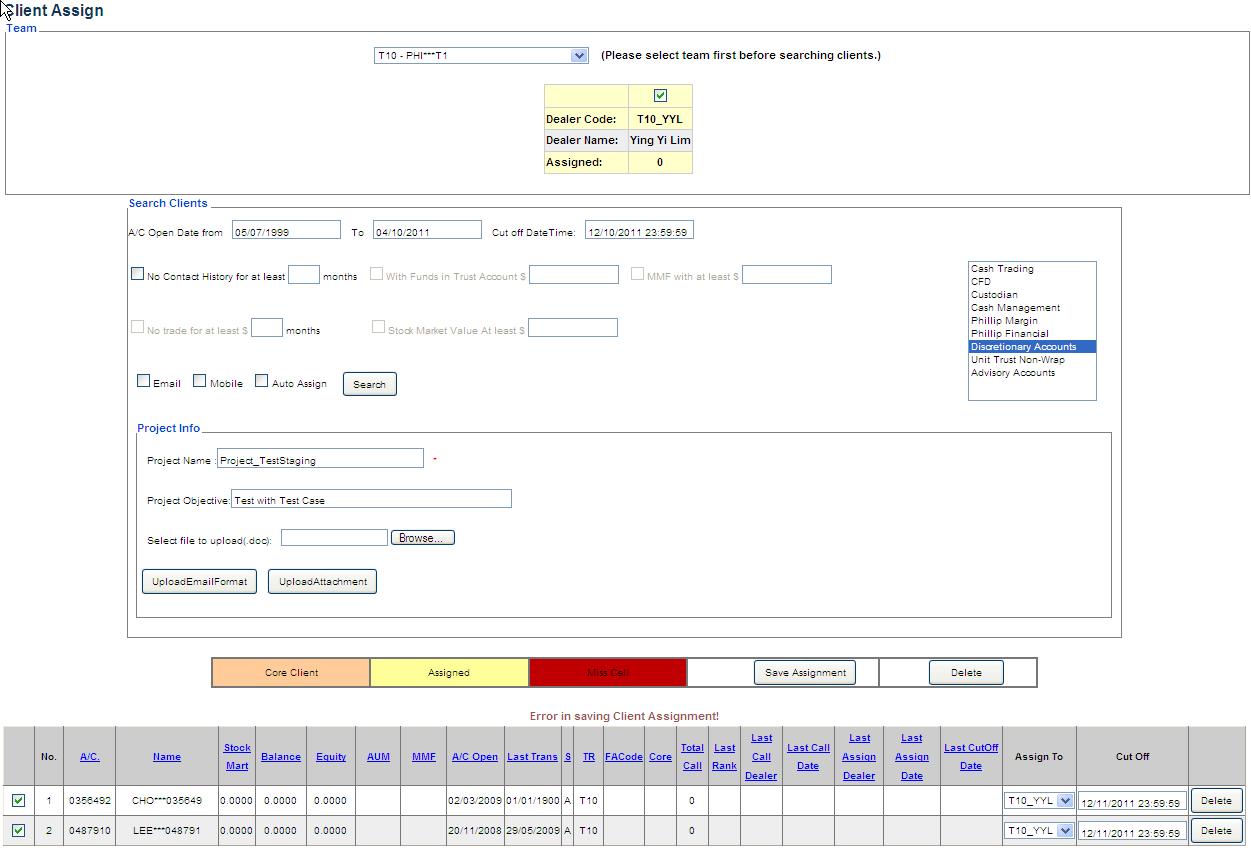 Client Assign
Team
T10 - PHI***T1 (Please select team first before searching clients.)
Dealer Code: T10_YYL
Dealer Name: Ying Yi Lim
Assigned: 0
Search Clients
A/C Open Date from 05/07/1999 To 04/10/2011 Cut off DateTime: 12/10/2011 23:59:59
No Contact History for at least months With Funds in Trust Account $ MMF with at least $
Cash Trading
CFD
Custodian
Cash Management
Phillip Margin
Phillip Financial
Discretionary Accounts
Unit Trust Non-Wrap
Advisory Accounts
No trade for at least $ months Stock Market Value At least $
Email Mobile Auto Assign Search
Project Info
Project Name : Project_TestStaging
Project Objective: Test with Test Case
Select file to upload(.doc): Browse...
UploadEmailFormat UploadAttachment
Core Client Assigned Miss Call Save Assignment Delete
Error in saving Client Assignment!
No. A/C. Name Stock Mart Balance Equity AUM MMF A/C Open Last Trans S TR FACode Core Total Call Last Rank Last Call Dealer Last Call Date Last Assign Dealer Last Assign Date Last CutOff Date Assign To Cut Off
1 0356492 CHO***035649 0.0000 0.0000 0.0000 02/03/2009 01/01/1900 A T10 0 T10_YYL 12/11/2011 23:59:59 Delete
2 0487910 LEE***048791 0.0000 0.0000 0.0000 20/11/2008 29/05/2009 A T10 0 T10_YYL 12/11/2011 23:59:59 Delete